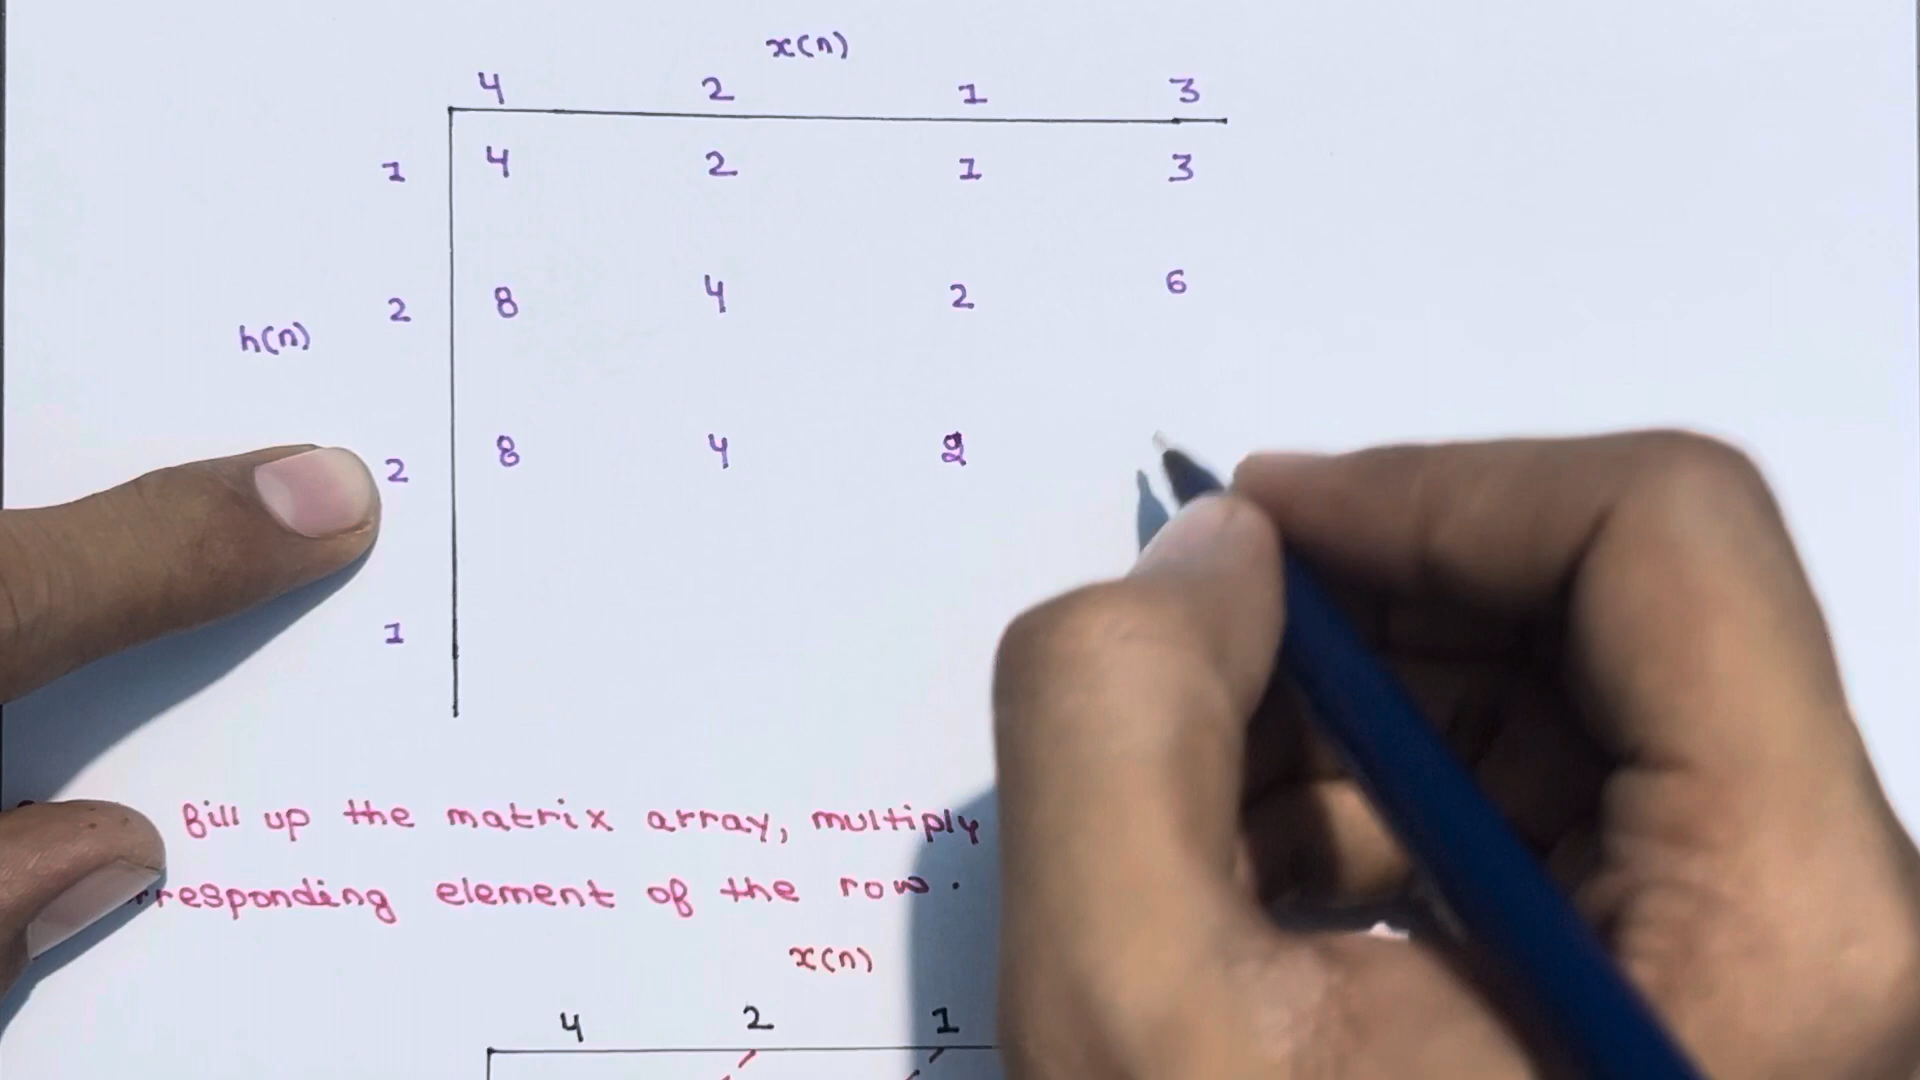 x(n)
4 2 1 3
1 4 2 1 3
2 8 4 2 6
h(n)
2 8 4 2
1
fill up the matrix array, multiply
element of the row.
x(n)
4 2 1